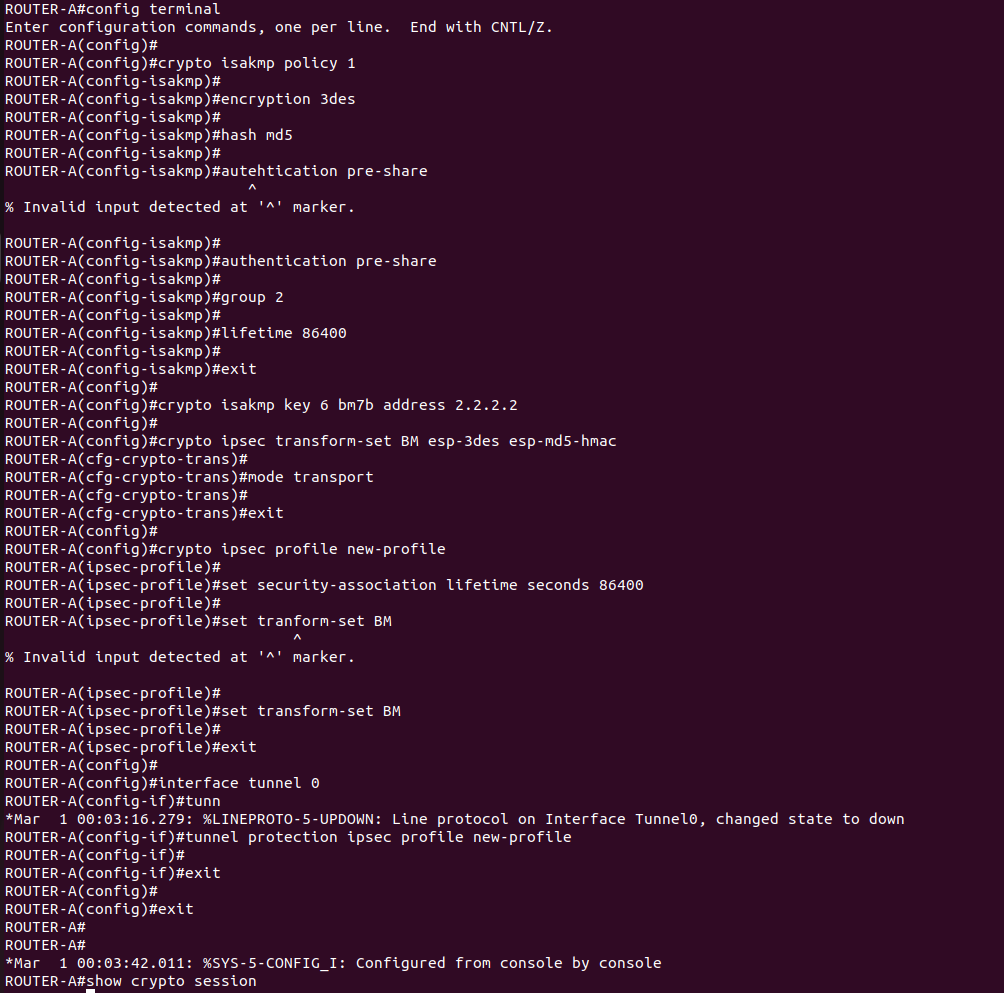 ROUTER-A#config terminal
Enter configuration commands, one per line.  End with CNTL/Z.
ROUTER-A(config)#
ROUTER-A(config)#crypto isakmp policy 1
ROUTER-A(config-isakmp)#
ROUTER-A(config-isakmp)#encryption 3des
ROUTER-A(config-isakmp)#
ROUTER-A(config-isakmp)#hash md5
ROUTER-A(config-isakmp)#
ROUTER-A(config-isakmp)#autehtication pre-share
                           ^
% Invalid input detected at '^' marker.

ROUTER-A(config-isakmp)#
ROUTER-A(config-isakmp)#authentication pre-share
ROUTER-A(config-isakmp)#
ROUTER-A(config-isakmp)#group 2
ROUTER-A(config-isakmp)#
ROUTER-A(config-isakmp)#lifetime 86400
ROUTER-A(config-isakmp)#
ROUTER-A(config-isakmp)#exit
ROUTER-A(config)#
ROUTER-A(config)#crypto isakmp key 6 bm7b address 2.2.2.2
ROUTER-A(config)#
ROUTER-A(config)#crypto ipsec transform-set BM esp-3des esp-md5-hmac
ROUTER-A(cfg-crypto-trans)#
ROUTER-A(cfg-crypto-trans)#mode transport
ROUTER-A(cfg-crypto-trans)#
ROUTER-A(cfg-crypto-trans)#exit
ROUTER-A(config)#
ROUTER-A(config)#crypto ipsec profile new-profile
ROUTER-A(ipsec-profile)#
ROUTER-A(ipsec-profile)#set security-association lifetime seconds 86400
ROUTER-A(ipsec-profile)#
ROUTER-A(ipsec-profile)#set tranform-set BM
                                ^
% Invalid input detected at '^' marker.

ROUTER-A(ipsec-profile)#
ROUTER-A(ipsec-profile)#set transform-set BM
ROUTER-A(ipsec-profile)#
ROUTER-A(ipsec-profile)#exit
ROUTER-A(config)#
ROUTER-A(config)#interface tunnel 0
ROUTER-A(config-if)#tunn
*Mar  1 00:03:16.279: %LINEPROTO-5-UPDOWN: Line protocol on Interface Tunnel0, changed state to down
ROUTER-A(config-if)#tunnel protection ipsec profile new-profile
ROUTER-A(config-if)#
ROUTER-A(config-if)#exit
ROUTER-A(config)#
ROUTER-A(config)#exit
ROUTER-A#
ROUTER-A#
*Mar  1 00:03:42.011: %SYS-5-CONFIG_I: Configured from console by console
ROUTER-A#show crypto session